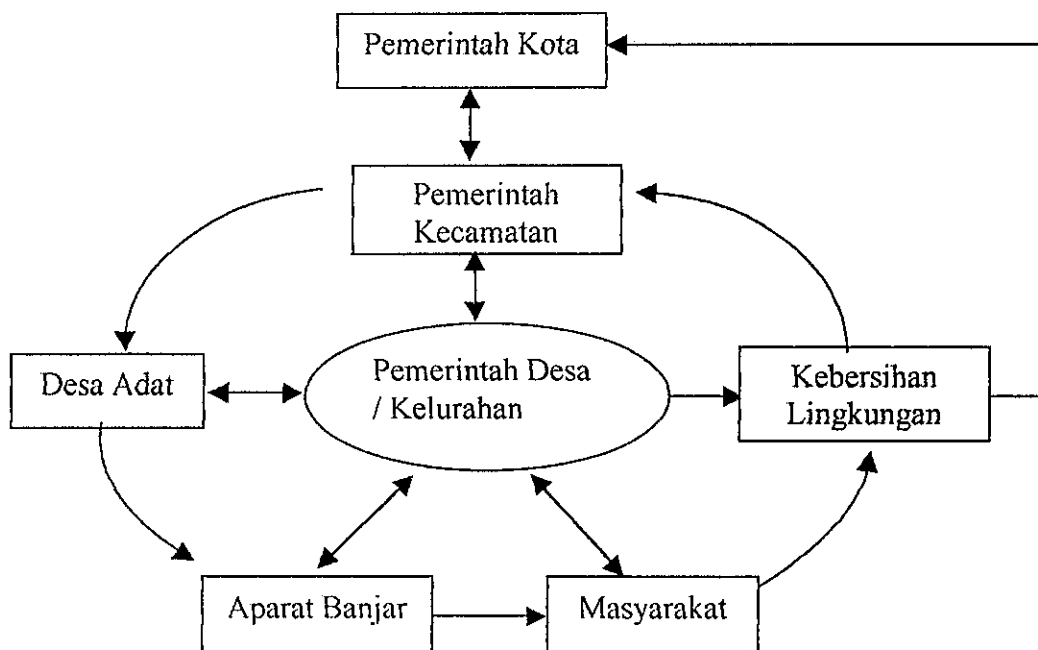 Pemerintah Kota
Pemerintah
Kecamatan
Desa Adat
Pemerintah Desa
/ Kelurahan
Kebersihan
Lingkungan
Aparat Banjar
Masyarakat